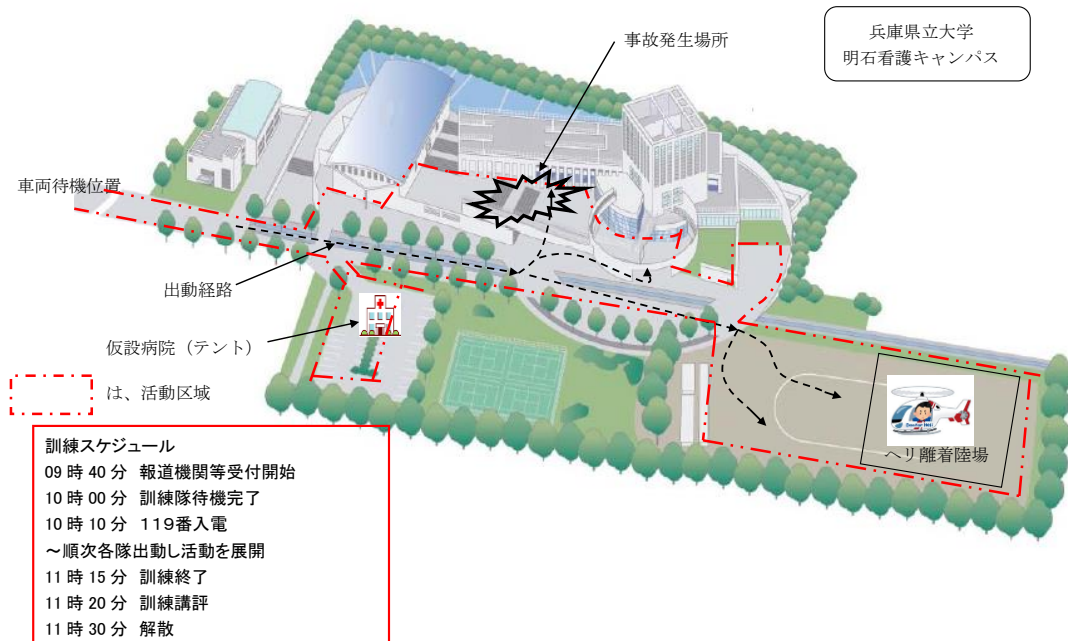 兵庫県立大学
明石看護キャンパス
事故発生場所
車両待機位置
出動経路
仮設病院（テント）
は、活動区域
ヘリ離着陸場
訓練スケジュール
09時40分 報道機関等受付開始
10時00分 訓練隊待機完了
10時10分 119番入電
～順次各隊出動し活動を展開
11時15分 訓練終了
11時20分 訓練講評
11時30分 解散